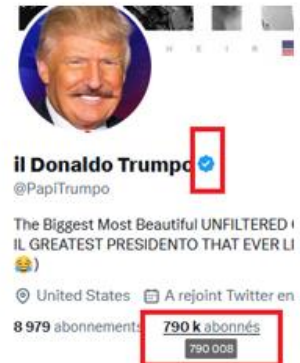 H E I R
il Donaldo Trumpo
@PapiTrumpo
The Biggest Most Beautiful UNFILTERED
IL GREATEST PRESIDENTO THAT EVER
😂)
United States A rejoint Twitter en
8 979 abonnements 790 k abonnés
790 008